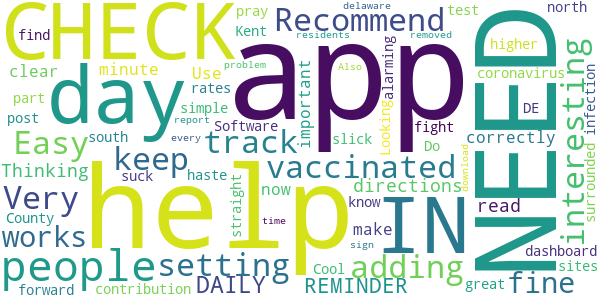 delaware
CHECK
Recommend
pray
test
north
find
Kent
residents
removed
higher
clear
minute
problem
Also
app
alarming
NEED
interesting
infection
part
Use
rates
day
important
Looking
coronavirus
post
simple
report
every
DE
south
Software
track
slick
fight
Do
correctly
surrounded
Easy
keep
vaccinated
Thinking
suck
haste
straight
now
directions
download
help
IN
Very
know
read
County
make
works
time
sign
dashboard
people
setting
Cool
adding
great
sites
forward
contribution
DAILY
REMINDER
fine